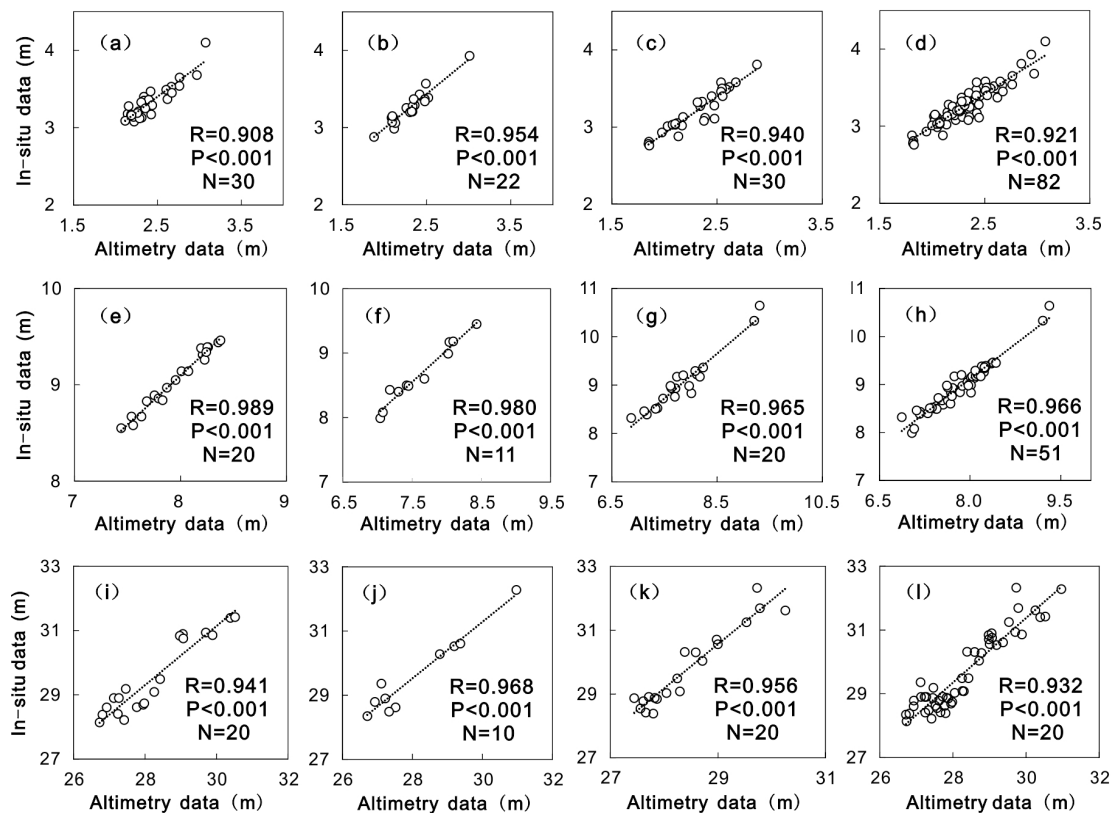 In-situ data (m)
4
3
2
(a)
R=0.908
P<0.001
N=30
1.5
2.5
3.5
Altimetry data (m)
4
3
2
(b)
R=0.954
P<0.001
N=22
1.5
2.5
3.5
Altimetry data (m)
4
3
2
(c)
R=0.940
P<0.001
N=30
1.5
2.5
3.5
Altimetry data (m)
4
3
2
(d)
R=0.921
P<0.001
N=82
1.5
2.5
3.5
Altimetry data (m)
In-situ data (m)
10
9
8
(e)
R=0.989
P<0.001
N=20
7
8
9
Altimetry data (m)
10
9
8
7
(f)
R=0.980
P<0.001
N=11
6.5
7.5
8.5
9.5
Altimetry data (m)
11
10
9
8
7
(g)
R=0.965
P<0.001
N=20
6.5
8.5
10.5
Altimetry data (m)
11
10
9
8
7
(h)
R=0.966
P<0.001
N=51
6.5
8.0
9.5
Altimetry data (m)
In-situ data (m)
33
31
29
27
(i)
R=0.941
P<0.001
N=20
26
28
30
32
Altimetry data (m)
33
31
29
27
(j)
R=0.968
P<0.001
N=10
26
28
30
32
Altimetry data (m)
33
31
29
27
(k)
R=0.956
P<0.001
N=20
27
29
31
Altimetry data (m)
33
31
29
27
(l)
R=0.932
P<0.001
N=20
26
28
30
32
Altimetry data (m)